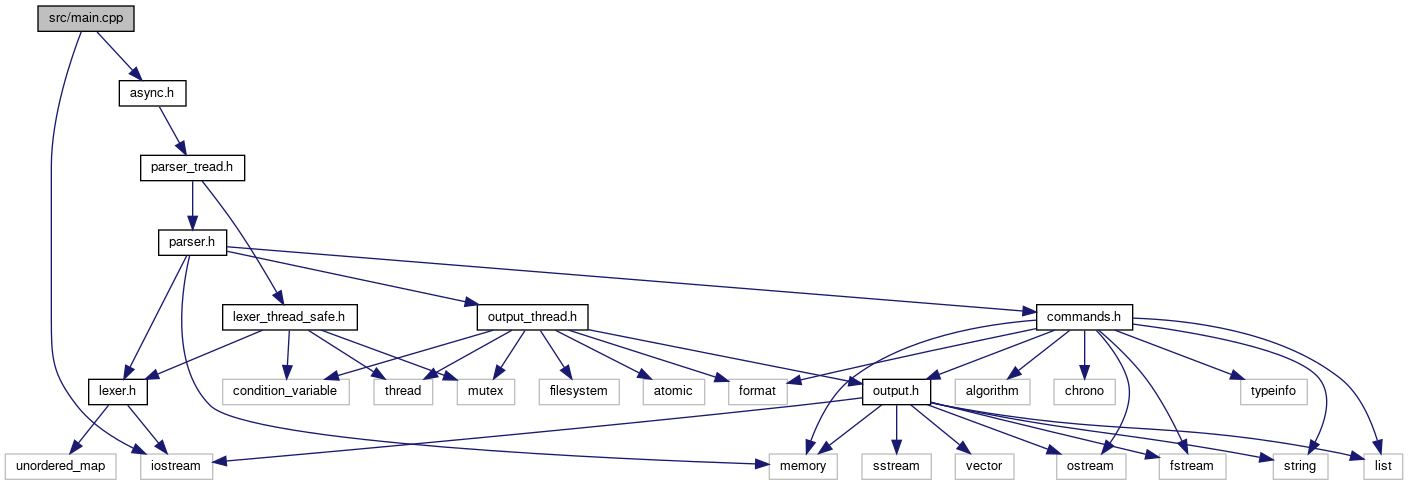 src/main.cpp
async.h
parser_tread.h
parser.h
lexer_thread_safe.h
output_thread.h
commands.h
lexer.h
condition_variable
thread
mutex
filesystem
atomic
format
output.h
algorithm
chrono
typeinfo
unordered_map
iostream
memory
sstream
vector
ostream
fstream
string
list